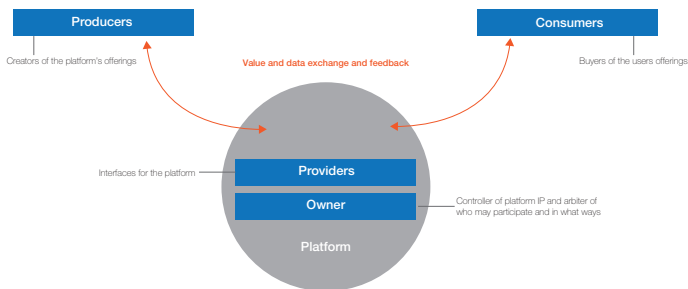 Producers
Consumers
Creators of the platform's offerings
Value and data exchange and feedback
Buyers of the users offerings
Providers
Interfaces for the platform
Owner
Controller of platform IP and arbiter of
who may participate and in what ways
Platform